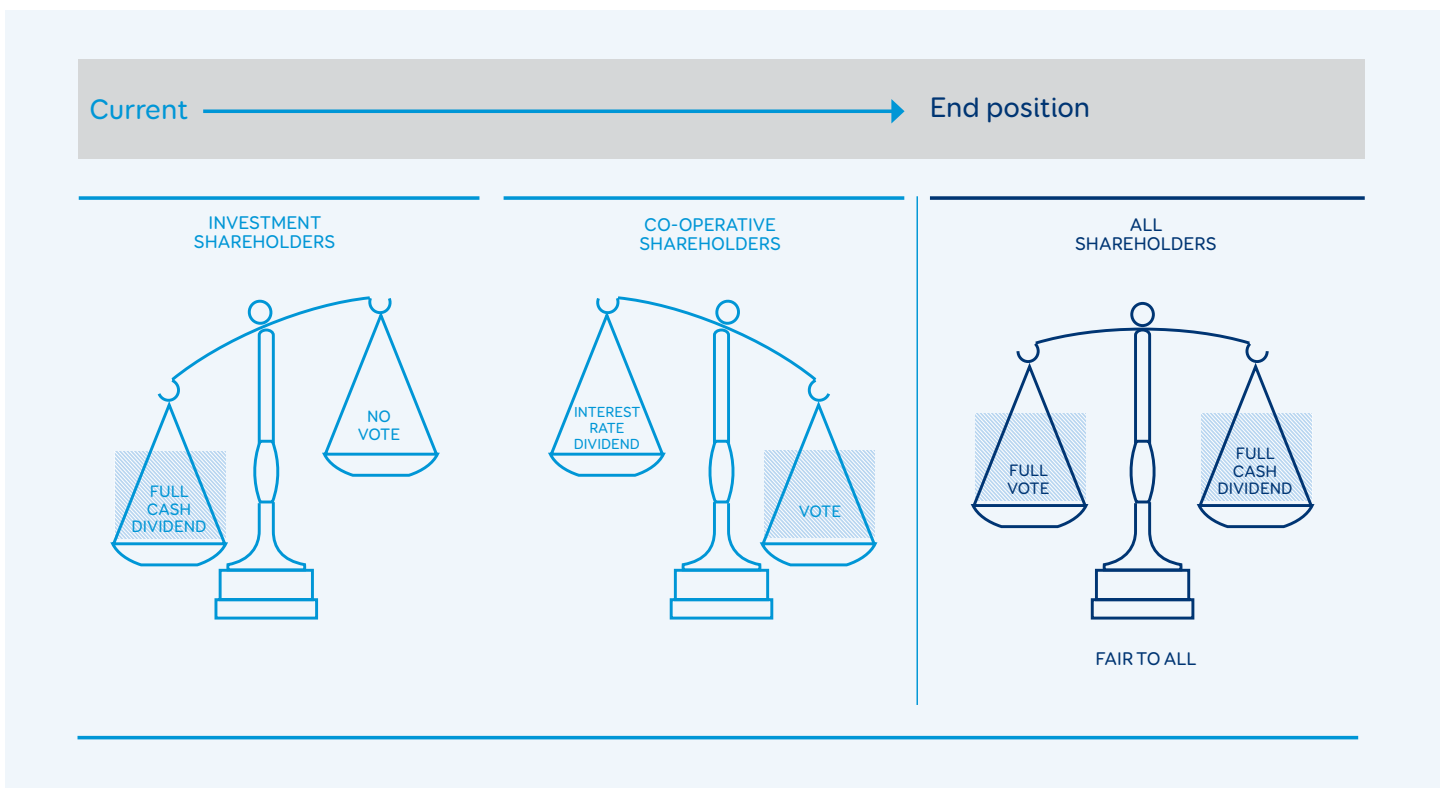 Current
End position
INVESTMENT
SHAREHOLDERS
NO
VOTE
FULL
CASH
DIVIDEND
CO-OPERATIVE
SHAREHOLDERS
INTEREST
RATE
DIVIDEND
VOTE
ALL
SHAREHOLDERS
FULL
VOTE
FULL
CASH
DIVIDEND
FAIR TO ALL